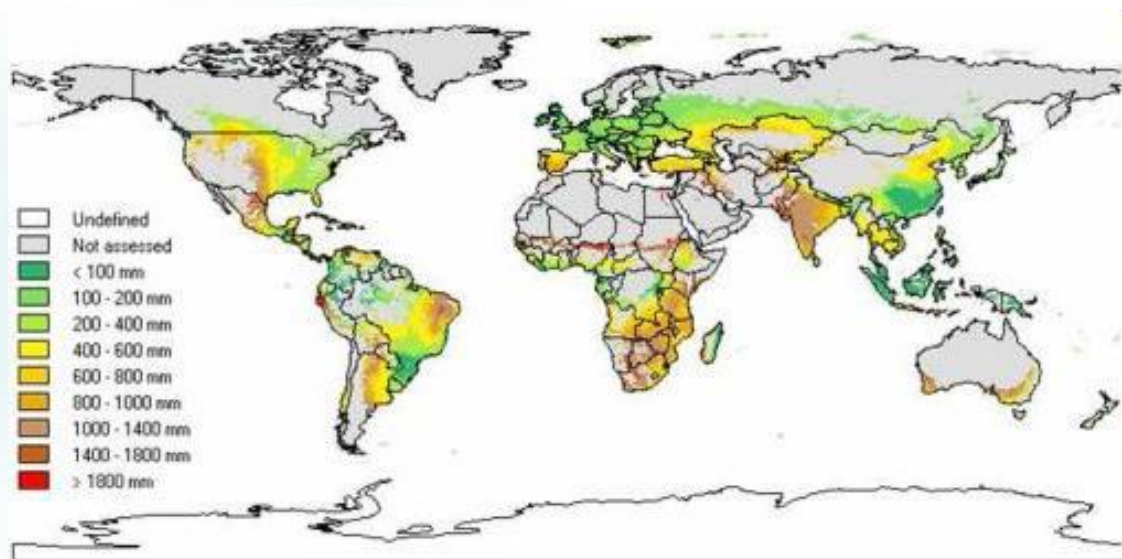 Undefined
Not assessed
< 100 mm
100 - 200 mm
200 - 400 mm
400 - 600 mm
600 - 800 mm
800 - 1000 mm
1000 - 1400 mm
1400 - 1800 mm
> 1800 mm